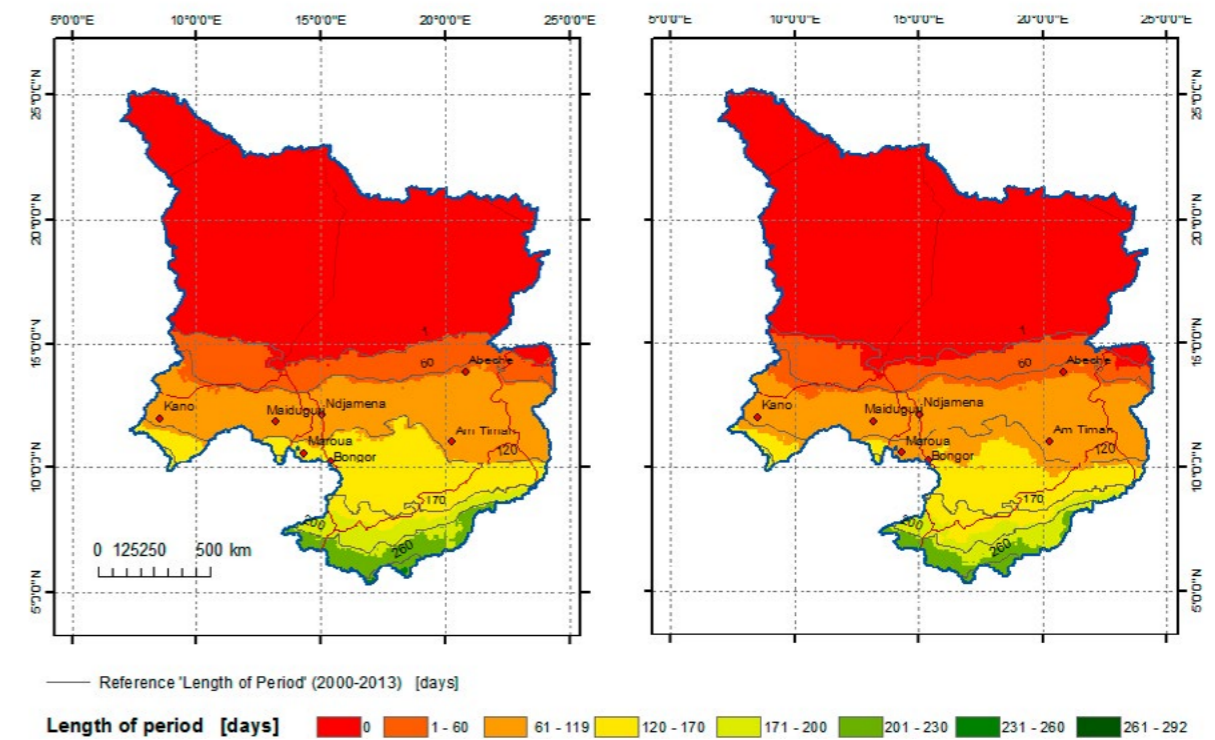 5°0'0"E 10°0'0"E 15°0'0"E 20°0'0"E 25°0'0"E
25°0'0"N
20°0'0"N
15°0'0"N
10°0'0"N
5°0'0"N
1
60
Abeche
Kano
Maiduguri
Ndjamena
Am Timan
Maroua
Bongor
120
170
200
260
0 125250 500 km
5°0'0"E 10°0'0"E 15°0'0"E 20°0'0"E 25°0'0"E
25°0'0"N
20°0'0"N
15°0'0"N
10°0'0"N
5°0'0"N
1
60
Abeche
Kano
Maiduguri
Ndjamena
Am Timan
Maroua
Bongor
120
170
200
260
Reference 'Length of Period' (2000-2013) [days]
Length of period [days] 0 1 - 60 61 - 119 120 - 170 171 - 200 201 - 230 231 - 260 261 - 292